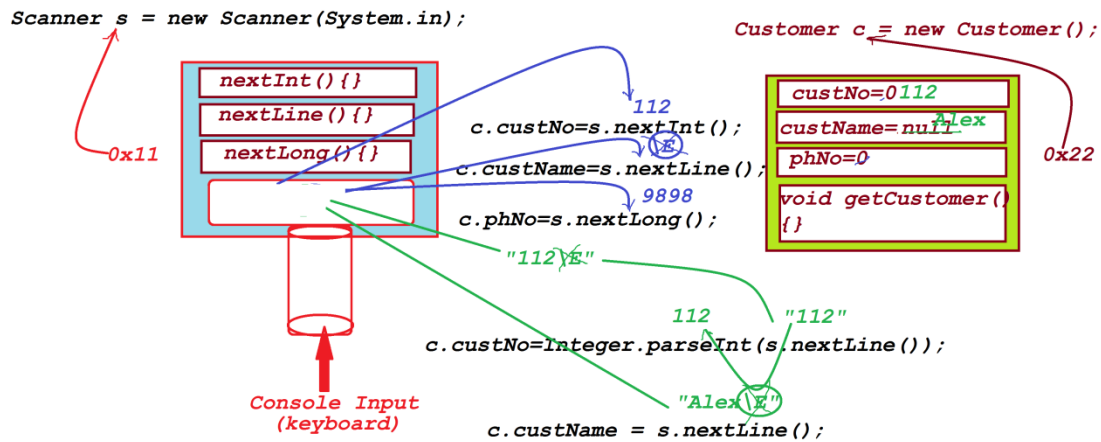 Scanner s = new Scanner(System.in);
Customer c = new Customer();
nextInt(){}
nextLine(){}
nextLong(){}
0x11
112
c.custNo=s.nextInt();
\E
c.custName=s.nextLine();
9898
c.phNo=s.nextLong();
custNo=0 112
custName=null Alex
phNo=0
void getCustomer()
{}
0x22
"112\E"
112
"112"
c.custNo=Integer.parseInt(s.nextLine());
"Alex\E"
c.custName = s.nextLine();
Console Input
(keyboard)